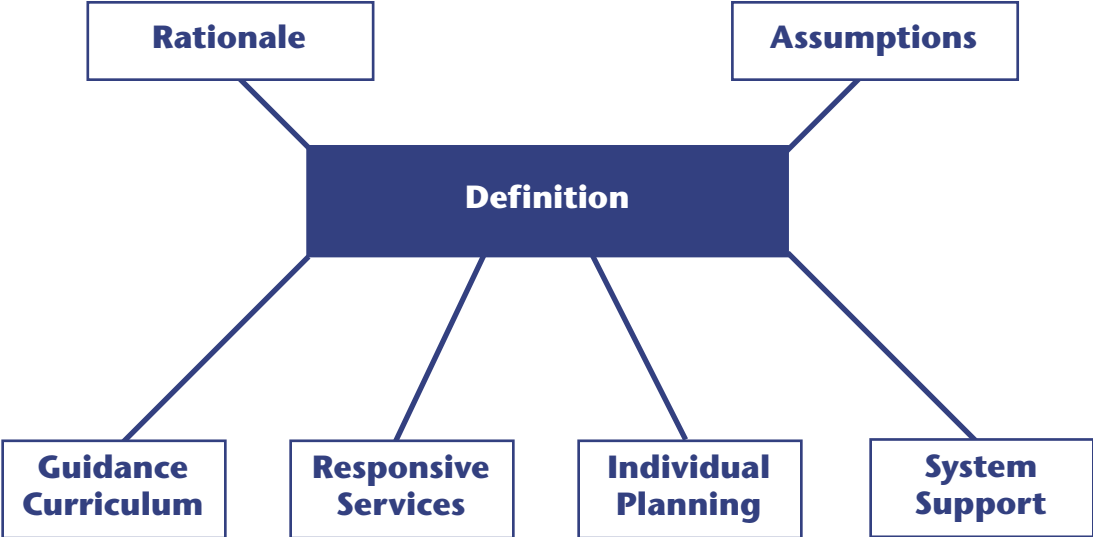 Rationale
Assumptions
Definition
Guidance
Curriculum
Responsive
Services
Individual
Planning
System
Support